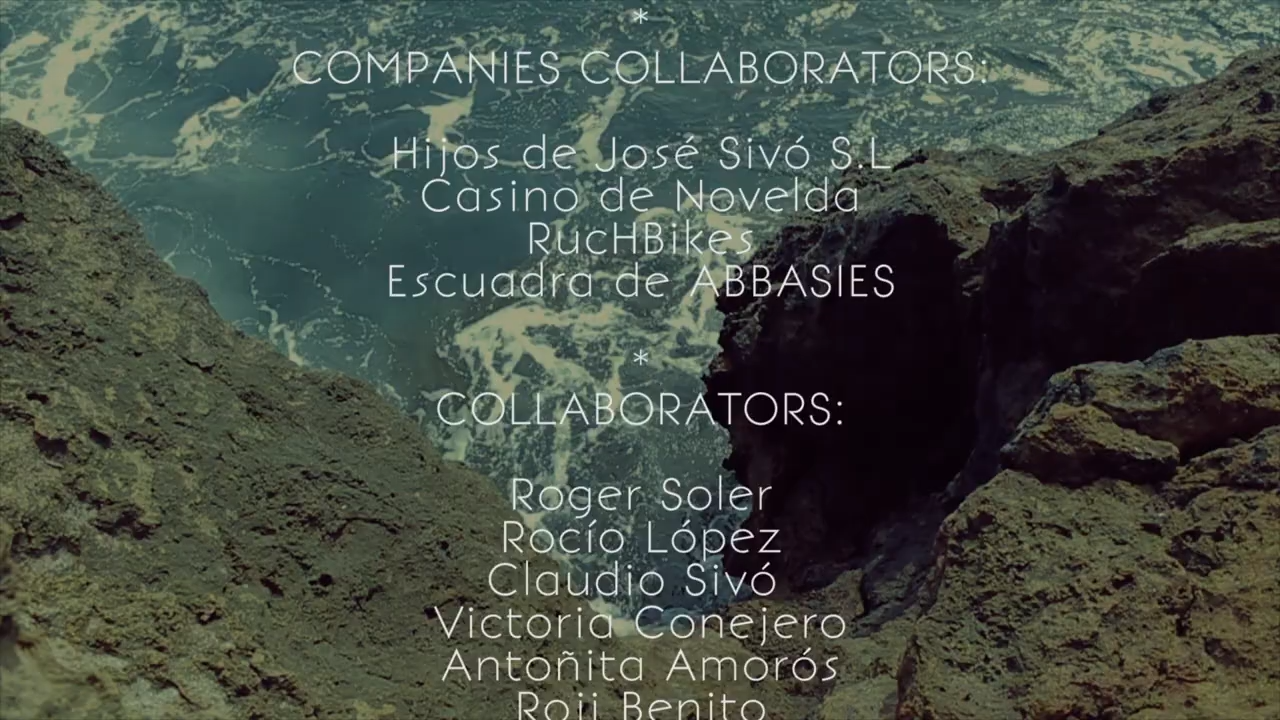 *
COMPANIES COLLABORATORS:
Hijos de José Sivó S.L
Casino de Novelda
RucHBikes
Escuadra de ABBASIES
*
COLLABORATORS:
Roger Soler
Rocío López
Claudio Sivó
Victoria Conejero
Antoñita Amorós
Roji Benito